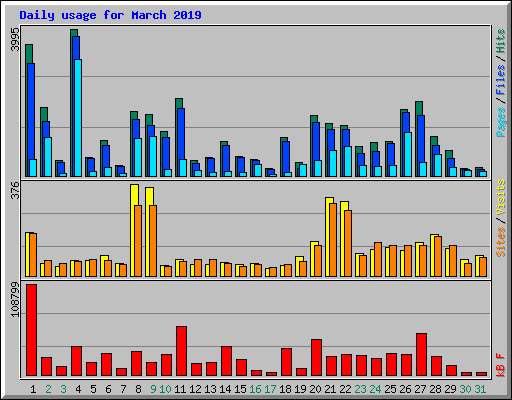 Daily usage for March 2019
3995
Pages / Files / Hits
376
Sites / Visits
108799
kB F
1 2 3 4 5 6 7 8 9 10 11 12 13 14 15 16 17 18 19 20 21 22 23 24 25 26 27 28 29 30 31